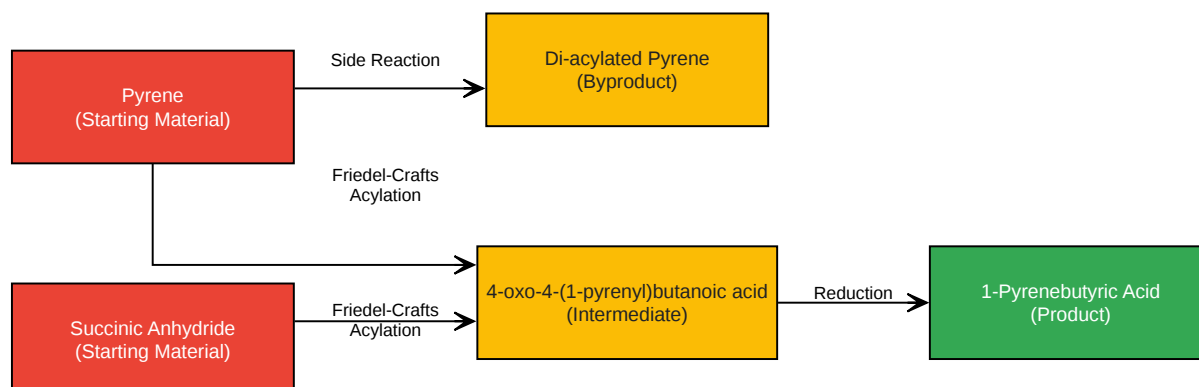 Pyrene
(Starting Material)
Side Reaction
Di-acylated Pyrene
(Byproduct)
Friedel-Crafts
Acylation
Succinic Anhydride
(Starting Material)
Friedel-Crafts
Acylation
4-oxo-4-(1-pyrenyl)butanoic acid
(Intermediate)
Reduction
1-Pyrenebutyric Acid
(Product)